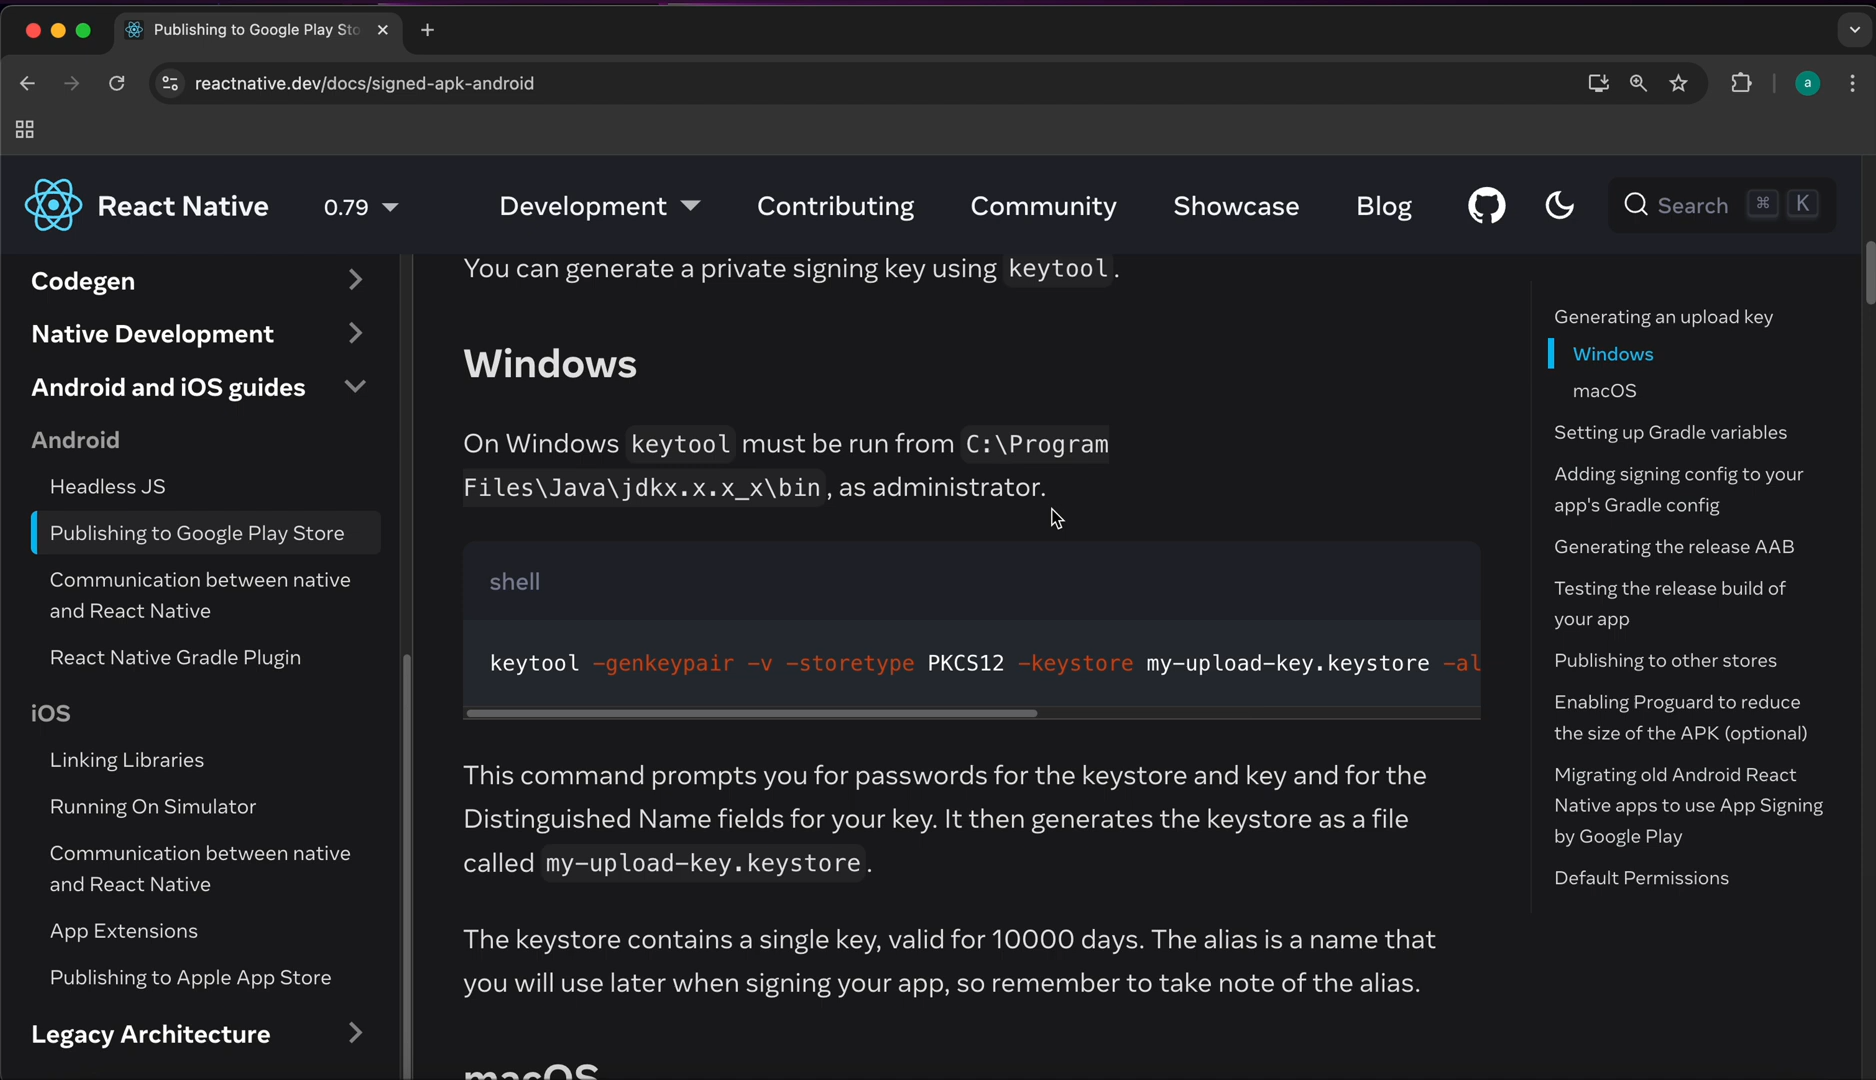 Publishing to Google Play Sto
reactnative.dev/docs/signed-apk-android
a
React Native
0.79
Development
Contributing
Community
Showcase
Blog
Search ⌘ K
Codegen
Native Development
Android and iOS guides
Android
Headless JS
Publishing to Google Play Store
Communication between native
and React Native
React Native Gradle Plugin
iOS
Linking Libraries
Running On Simulator
Communication between native
and React Native
App Extensions
Publishing to Apple App Store
Legacy Architecture
You can generate a private signing key using keytool.
Windows
On Windows keytool must be run from C:\Program
Files\Java\jdkx.x.x_x\bin, as administrator.
shell
keytool -genkeypair -v -storetype PKCS12 -keystore my-upload-key.keystore -al
This command prompts you for passwords for the keystore and key and for the
Distinguished Name fields for your key. It then generates the keystore as a file
called my-upload-key.keystore.
The keystore contains a single key, valid for 10000 days. The alias is a name that
you will use later when signing your app, so remember to take note of the alias.
macOS
Generating an upload key
Windows
macOS
Setting up Gradle variables
Adding signing config to your
app's Gradle config
Generating the release AAB
Testing the release build of
your app
Publishing to other stores
Enabling Proguard to reduce
the size of the APK (optional)
Migrating old Android React
Native apps to use App Signing
by Google Play
Default Permissions